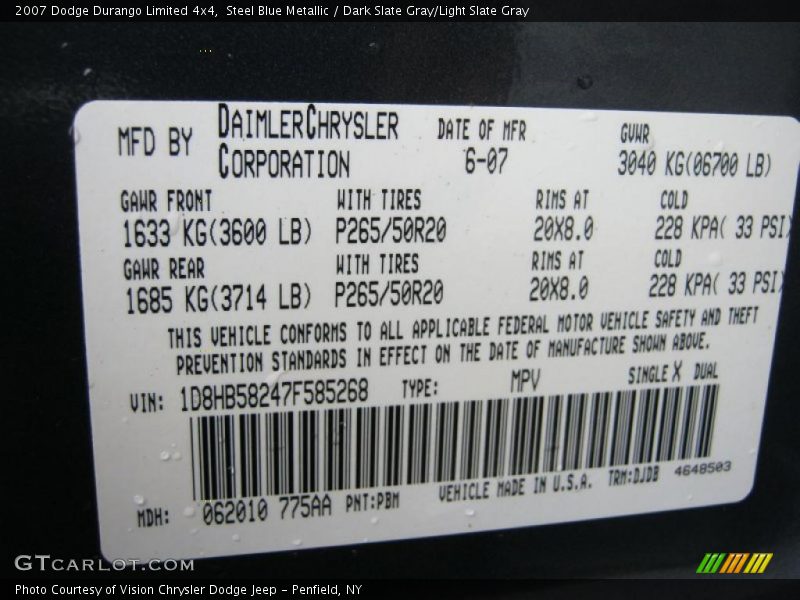 2007 Dodge Durango Limited 4x4,  Steel Blue Metallic / Dark Slate Gray/Light Slate Gray
MFD BY DAIMLERCHRYSLER CORPORATION DATE OF MFR 6-07 GVWR 3040 KG(06700 LB)
GAWR FRONT WITH TIRES RIMS AT COLD
1633 KG(3600 LB) P265/50R20 20X8.0 228 KPA( 33 PSI)
GAWR REAR WITH TIRES RIMS AT COLD
1685 KG(3714 LB) P265/50R20 20X8.0 228 KPA( 33 PSI)
THIS VEHICLE CONFORMS TO ALL APPLICABLE FEDERAL MOTOR VEHICLE SAFETY AND THEFT
PREVENTION STANDARDS IN EFFECT ON THE DATE OF MANUFACTURE SHOWN ABOVE.
VIN: 1D8HB58247F585268 TYPE: MPV SINGLE X DUAL
MDH: 062010 775AA PNT:PBM VEHICLE MADE IN U.S.A. TRM:DJDB 4648503
GTCARLOT.COM
Photo Courtesy of Vision Chrysler Dodge Jeep - Penfield, NY